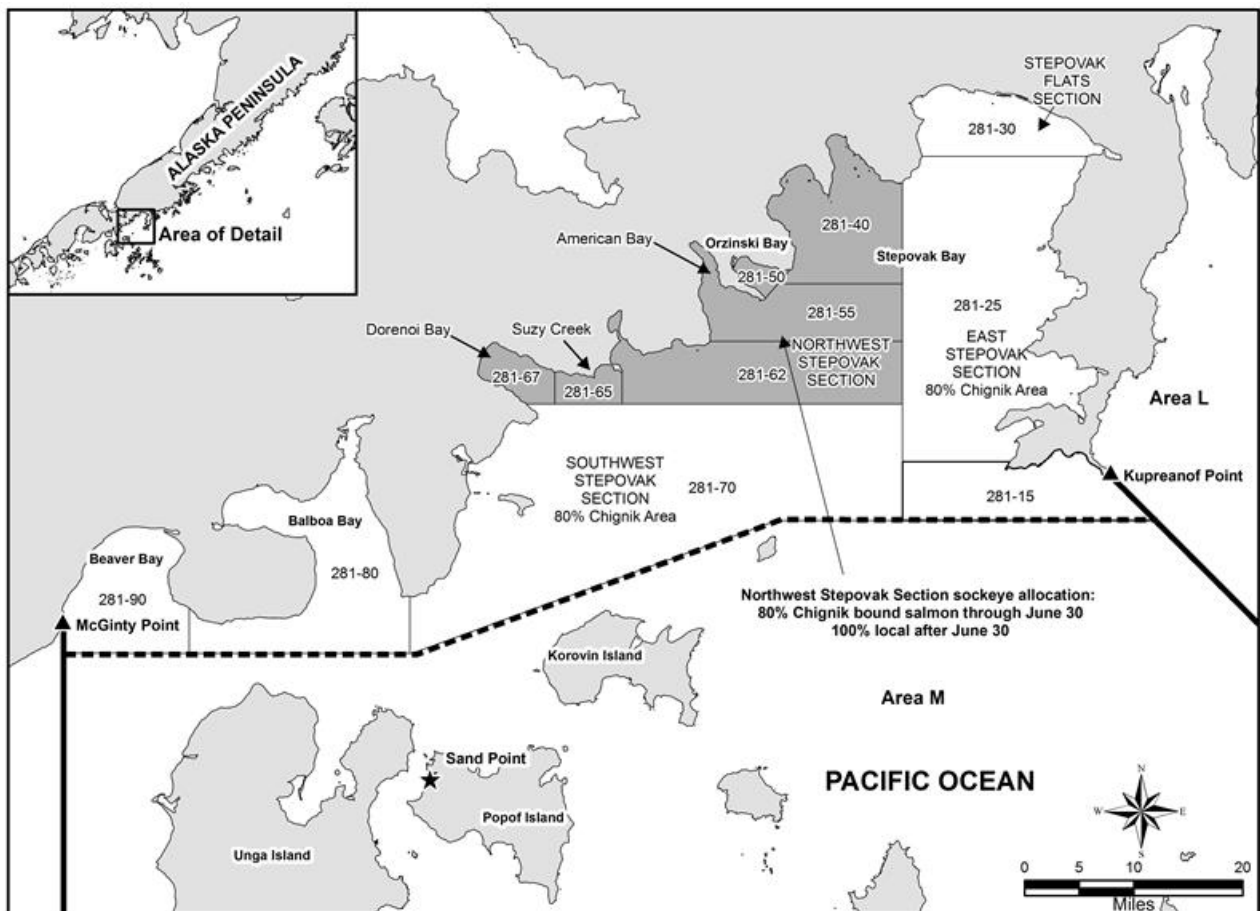 ALASKA PENINSULA
Area of Detail
STEPOVAK
FLATS
SECTION
281-30
281-40
American Bay
Orzinski Bay
Stepovak Bay
281-50
281-55
281-25
Dorenoi Bay
Suzy Creek
NORTHWEST
STEPOVAK
SECTION
EAST
STEPOVAK
SECTION
80% Chignik Area
281-67
281-65
281-62
Area L
SOUTHWEST
STEPOVAK
SECTION
80% Chignik Area
281-70
Kupreanof Point
281-15
Balboa Bay
Beaver Bay
281-80
281-90
McGinty Point
Northwest Stepovak Section sockeye allocation:
80% Chignik bound salmon through June 30
100% local after June 30
Korovin Island
Area M
Sand Point
PACIFIC OCEAN
Popof Island
Unga Island
N
W
E
S
0 5 10 20
Miles